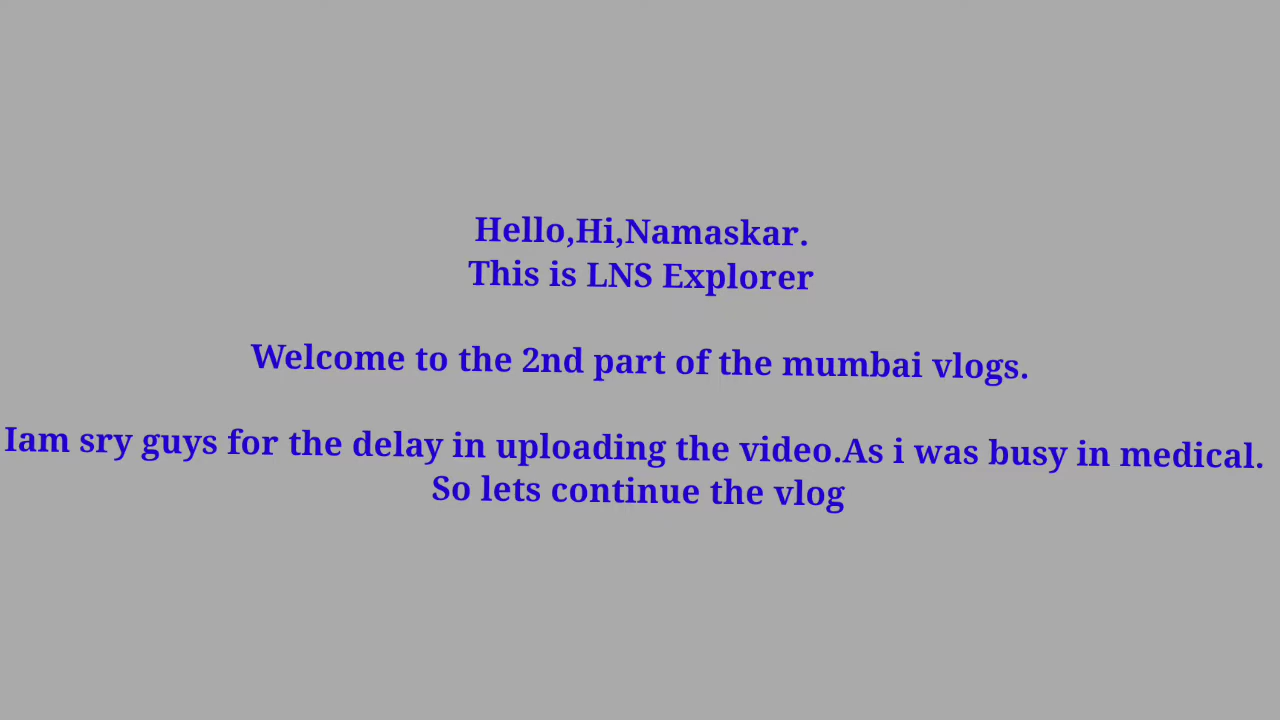 Hello,Hi,Namaskar.
This is LNS Explorer
Welcome to the 2nd part of the mumbai vlogs.
Iam sry guys for the delay in uploading the video.As i was busy in medical.
So lets continue the vlog